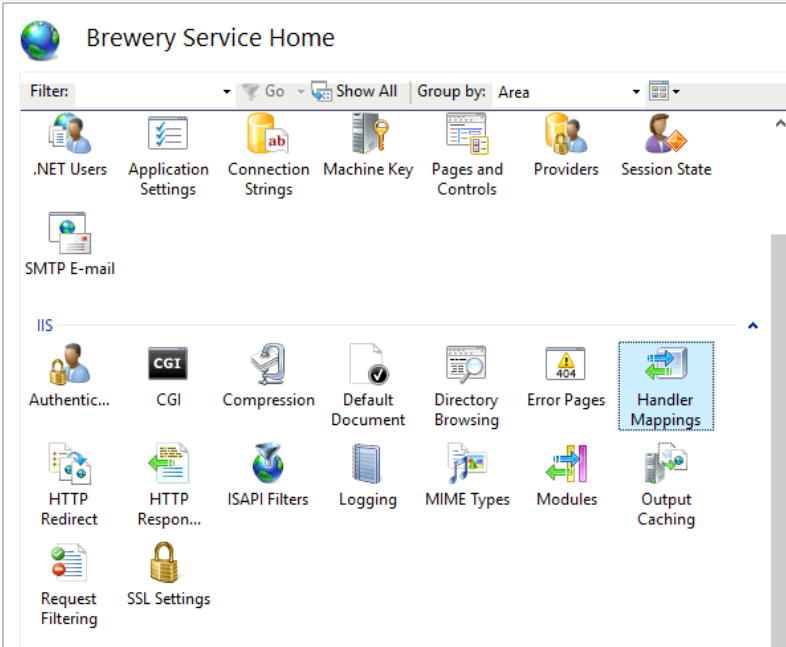 Brewery Service Home
Filter: Go Show All Group by: Area
.NET Users Application Settings Connection Strings Machine Key Pages and Controls Providers Session State
SMTP E-mail
IIS
Authentic... CGI Compression Default Document Directory Browsing Error Pages Handler Mappings
HTTP Redirect HTTP Respon... ISAPI Filters Logging MIME Types Modules Output Caching
Request Filtering SSL Settings
ab
CGI
404